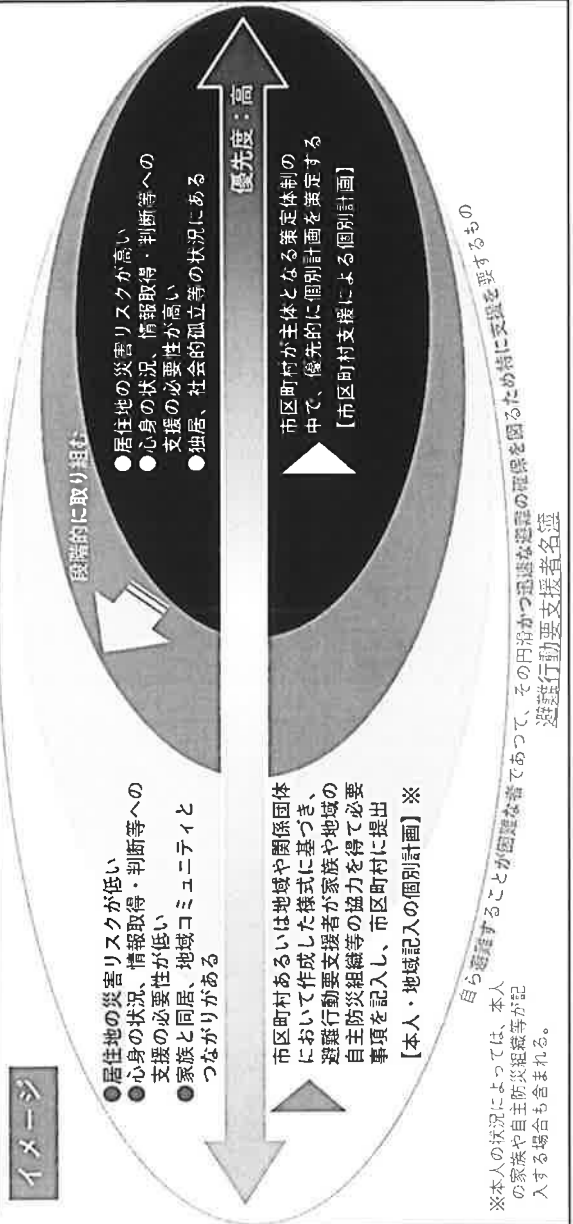 イメージ
●居住地の災害リスクが低い
●心身の状況、情報取得・判断等への
支援の必要性が低い
●家族と同居、地域コミュニティと
つながりがある
市区町村あるいは地域や関係団体
において作成した様式に基づき、
避難行動要支援者が家族や地域の
自主防災組織等の協力を得て必要
事項を記入し、市区町村に提出
【本人・地域記入の個別計画】※
段階的に取り組む
●居住地の災害リスクが高い
●心身の状況、情報取得・判断等への
支援の必要性が高い
●独居、社会的孤立等の状況にある
優先度：高
市区町村が主体となる策定体制の
中で、優先的に個別計画を策定する
【市区町村支援による個別計画】
自ら避難することが困難な者であって、その円滑かつ迅速な避難の確保を図るため特に支援を要するもの
避難行動要支援者名簿
※本人の状況によっては、本人
の家族や自主防災組織等が記
入する場合も含まれる。